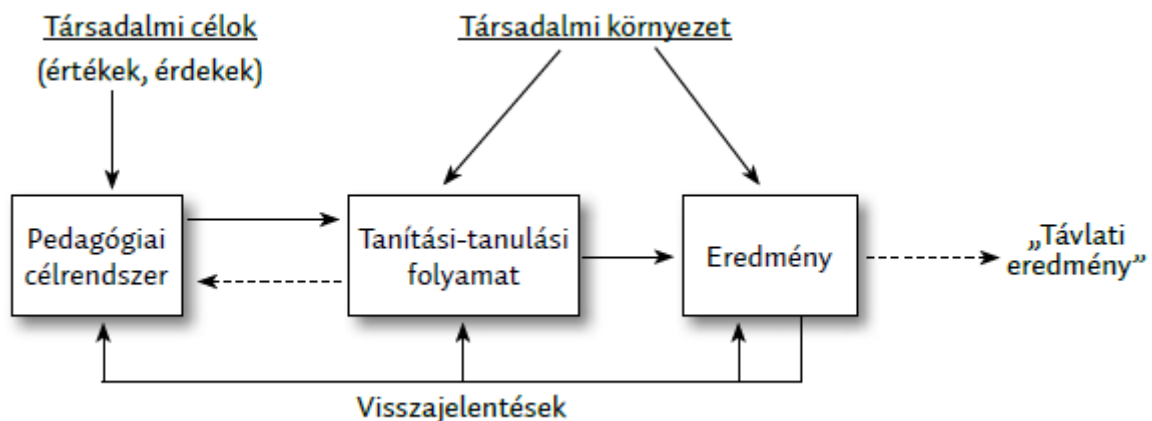 Társadalmi célok
(értékek, érdekek)
Társadalmi környezet
Pedagógiai
célrendszer
Tanítási-tanulási
folyamat
Eredmény
„Távlati
eredmény”
Visszajelentések